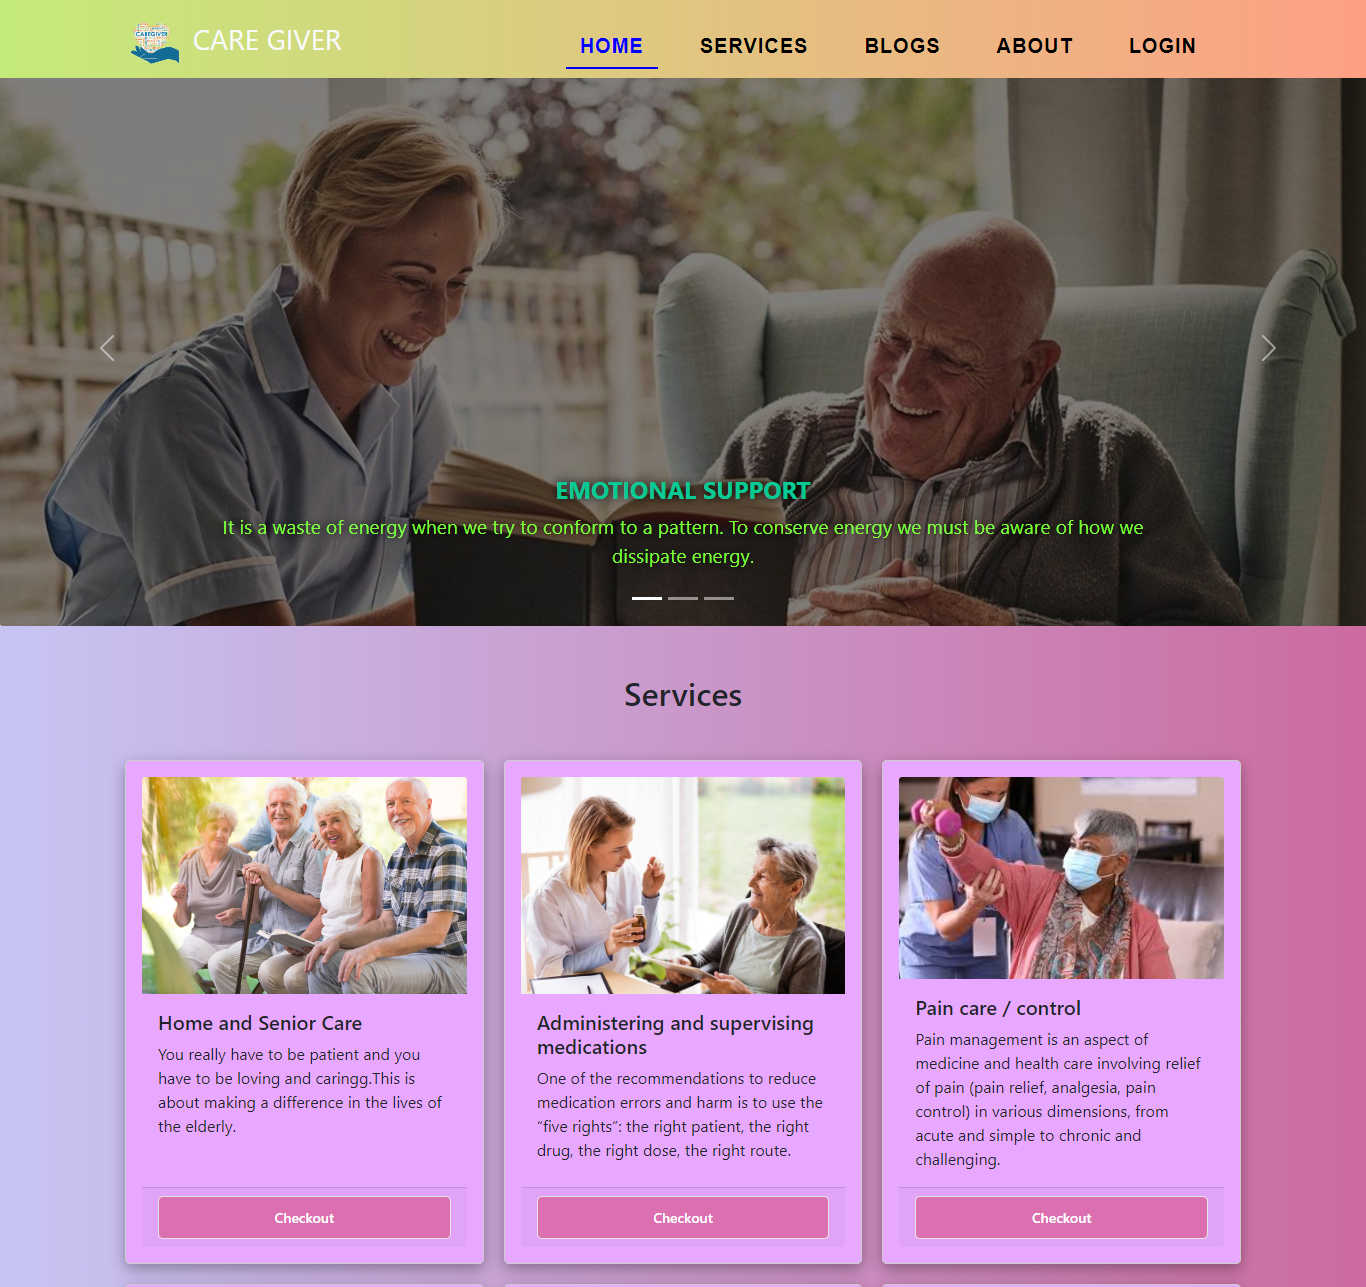 CAREGIVER
CARE GIVER
HOME SERVICES BLOGS ABOUT LOGIN
EMOTIONAL SUPPORT
It is a waste of energy when we try to conform to a pattern. To conserve energy we must be aware of how we
dissipate energy.
Services
Home and Senior Care
You really have to be patient and you
have to be loving and caringg.This is
about making a difference in the lives of
the elderly.
Checkout
Administering and supervising
medications
One of the recommendations to reduce
medication errors and harm is to use the
“five rights”: the right patient, the right
drug, the right dose, the right route.
Checkout
Pain care / control
Pain management is an aspect of
medicine and health care involving relief
of pain (pain relief, analgesia, pain
control) in various dimensions, from
acute and simple to chronic and
challenging.
Checkout